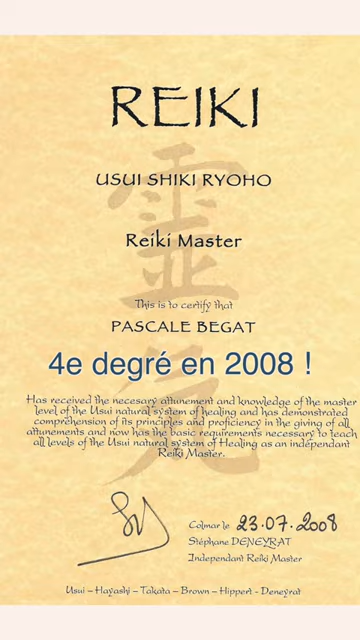 REIKI
USUI SHIKI RYOHO
Reiki Master
靈
氣
This is to certify that
PASCALE BEGAT
4e degré en 2008 !
Has received the necesary attunement and knowledge of the master
level of the Usui natural system of healing and has demonstrated
comprehension of its principles and proficiency in the giving of all
attunements and now has the basic requirements necessary to teach
all levels of the Usui natural system of Healing as an independant
Reiki Master.
Colmar le 23.07.2008
Stéphane DENEYRAT
Independant Reiki Master
Usui – Hayashi – Takata – Brown – Hippert - Deneyrat